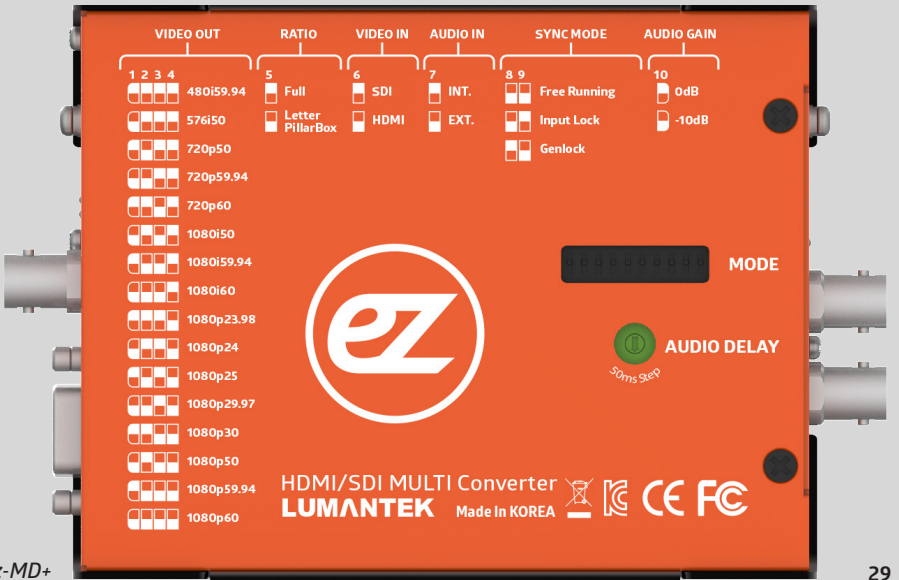 VIDEO OUT RATIO VIDEO IN AUDIO IN SYNC MODE AUDIO GAIN
1 2 3 4 5 6 7 8 9 10
480i59.94 Full SDI INT. Free Running 0dB
576i50 Letter PillarBox HDMI EXT. Input Lock -10dB
720p50 Genlock
720p59.94
720p60
1080i50
1080i59.94
1080i60
1080p23.98
1080p24
1080p25
1080p29.97
1080p30
1080p50
1080p59.94
1080p60
MODE
AUDIO DELAY
50ms Step
ez
HDMI/SDI MULTI Converter
LUMANTEK Made In KOREA
CE FC
z-MD+
29